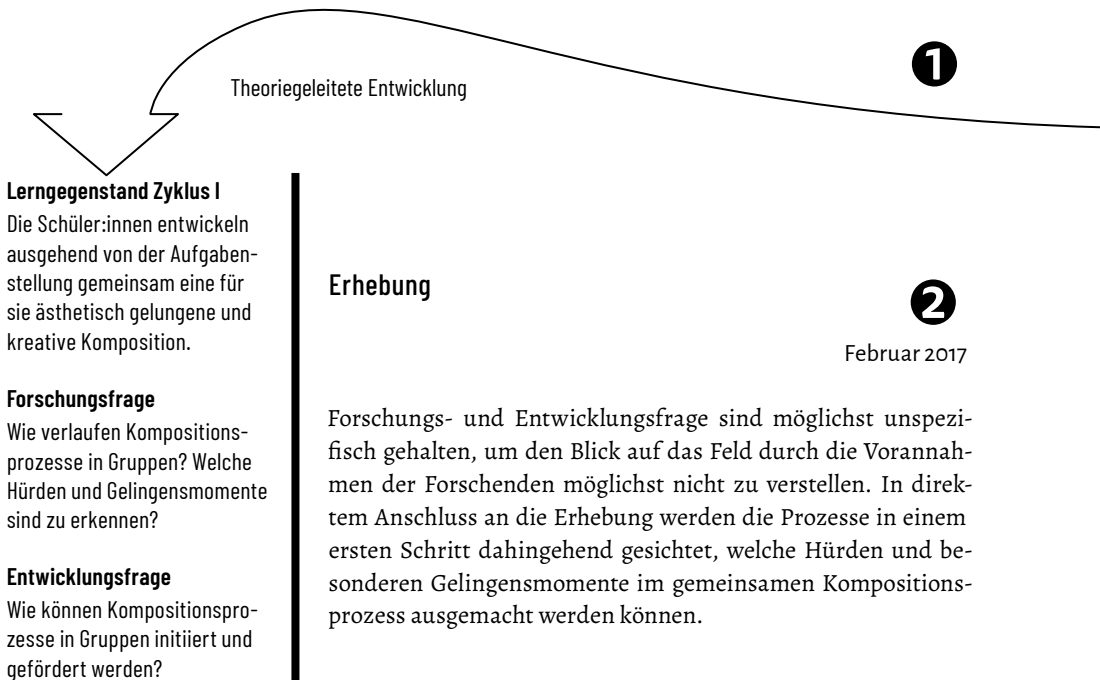 ❶
Theoriegeleitete Entwicklung
Lerngegenstand Zyklus I
Die Schüler:innen entwickeln
ausgehend von der Aufgaben-
stellung gemeinsam eine für
sie ästhetisch gelungene und
kreative Komposition.
Forschungsfrage
Wie verlaufen Kompositions-
prozesse in Gruppen? Welche
Hürden und Gelingensmomente
sind zu erkennen?
Entwicklungsfrage
Wie können Kompositionspro-
zesse in Gruppen initiiert und
gefördert werden?
Erhebung
❷
Februar 2017
Forschungs- und Entwicklungsfrage sind möglichst unspezi-
fisch gehalten, um den Blick auf das Feld durch die Vorannah-
men der Forschenden möglichst nicht zu verstellen. In direk-
tem Anschluss an die Erhebung werden die Prozesse in einem
ersten Schritt dahingehend gesichtet, welche Hürden und be-
sonderen Gelingensmomente im gemeinsamen Kompositions-
prozess ausgemacht werden können.